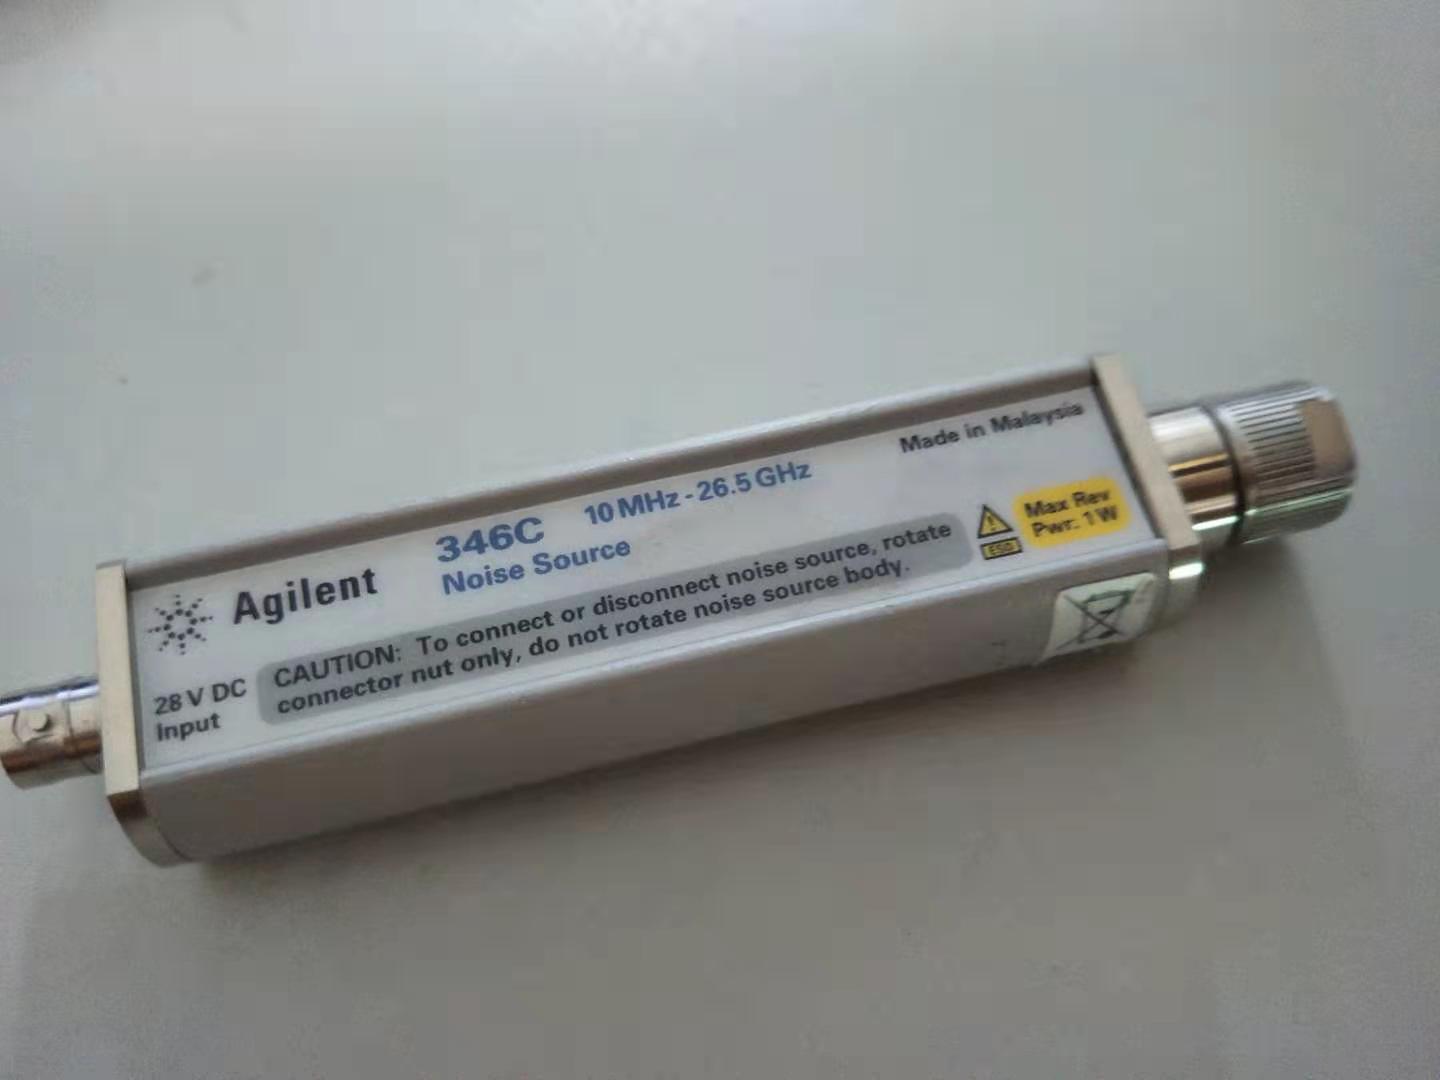 Agilent
346C 10 MHz - 26.5 GHz
Noise Source
Made in Malaysia
28 V DC
Input
CAUTION: To connect or disconnect noise source, rotate
connector nut only, do not rotate noise source body.
ESD
Max Rev
Pwr: 1 W